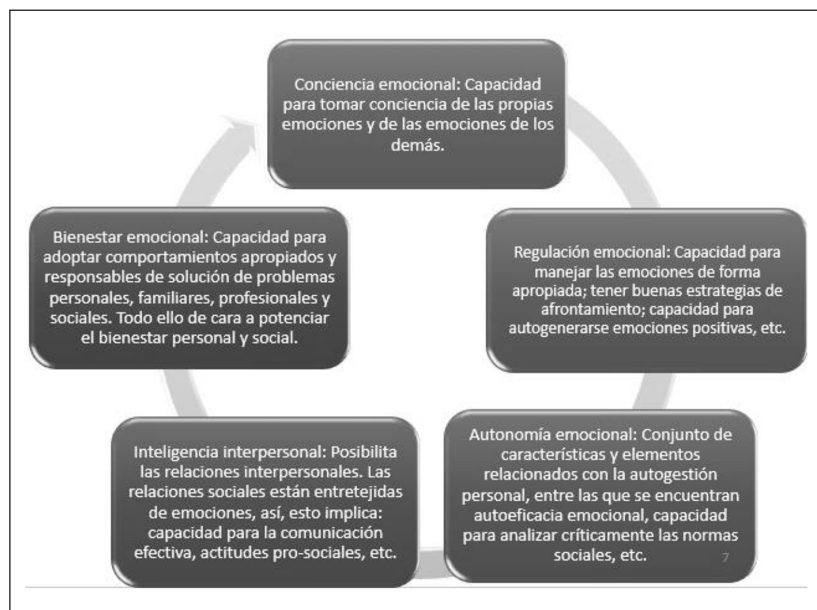 Conciencia emocional: Capacidad
para tomar conciencia de las propias
emociones y de las emociones de los
demás.
Regulación emocional: Capacidad para
manejar las emociones de forma
apropiada; tener buenas estrategias de
afrontamiento; capacidad para
autogenerarse emociones positivas, etc.
Autonomía emocional: Conjunto de
características y elementos
relacionados con la autogestión
personal, entre las que se encuentran
autoeficacia emocional, capacidad
para analizar críticamente las normas
sociales, etc.
7
Inteligencia interpersonal: Posibilita
las relaciones interpersonales. Las
relaciones sociales están entretejidas
de emociones, así, esto implica:
capacidad para la comunicación
efectiva, actitudes pro-sociales, etc.
Bienestar emocional: Capacidad para
adoptar comportamientos apropiados y
responsables de solución de problemas
personales, familiares, profesionales y
sociales. Todo ello de cara a potenciar
el bienestar personal y social.